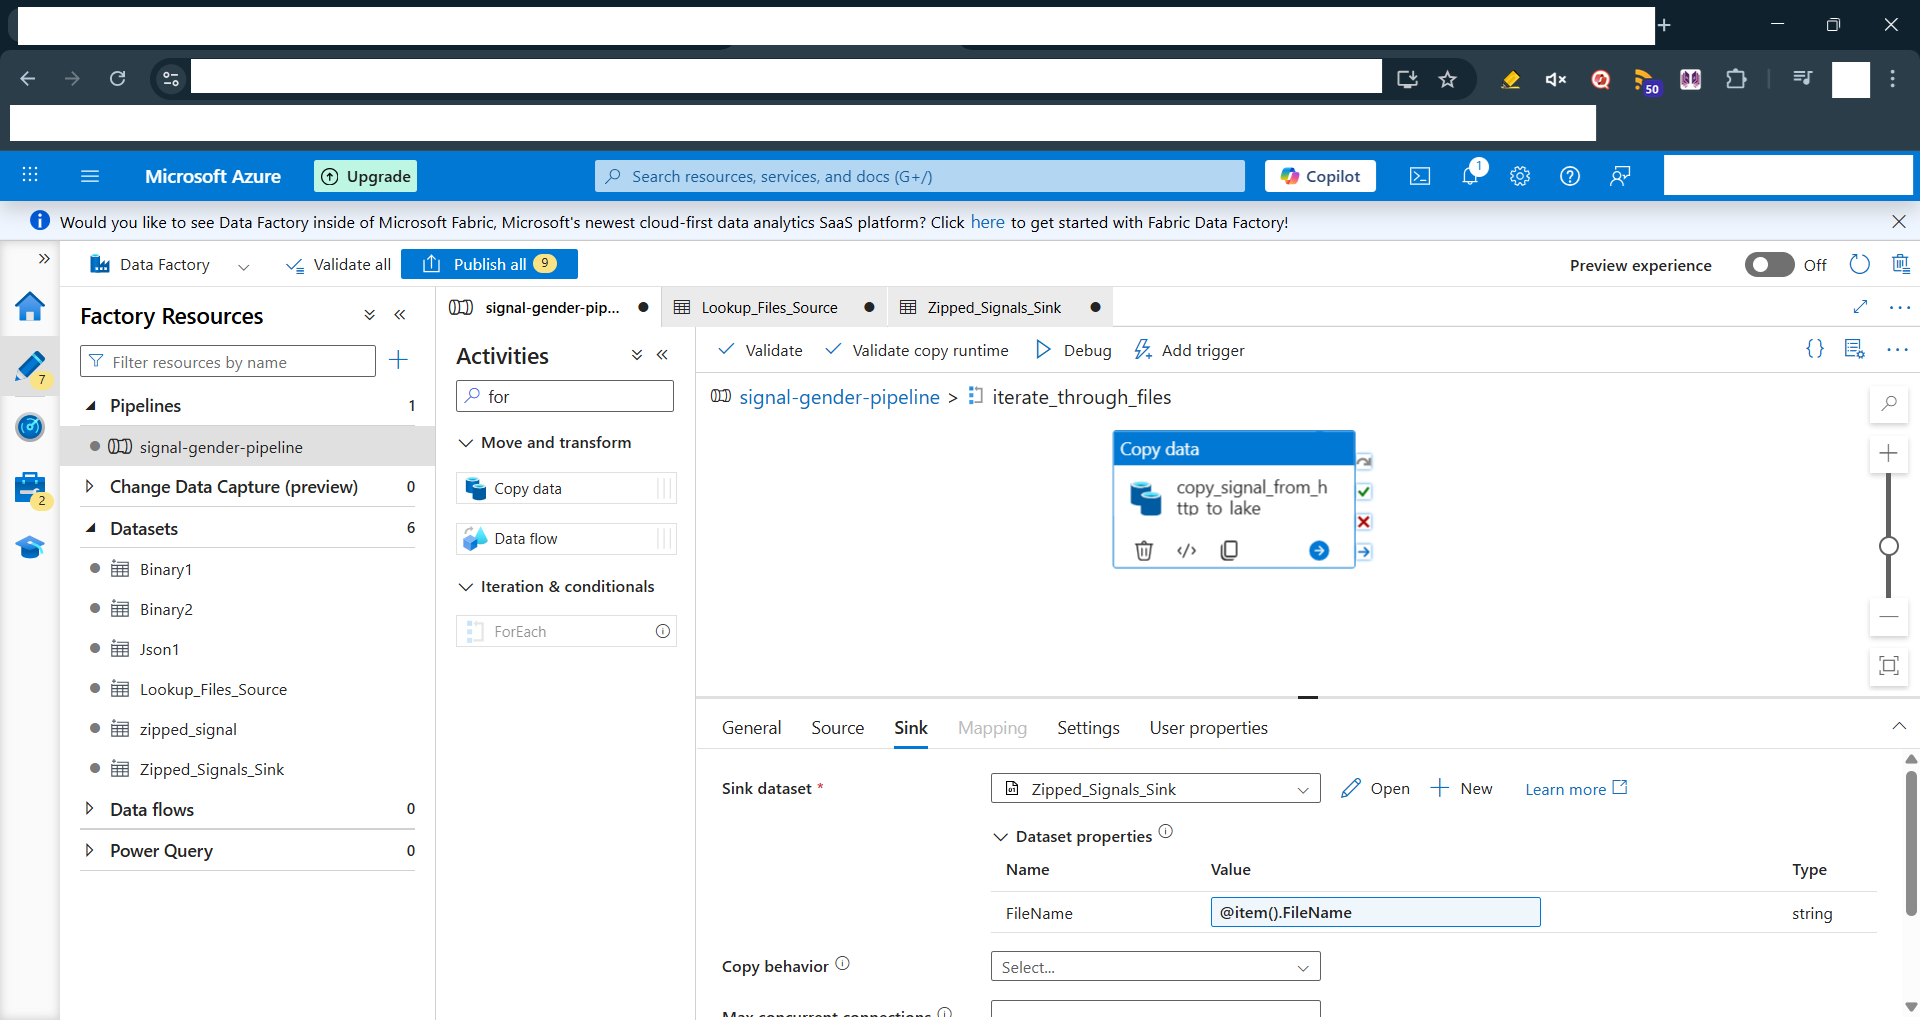 50
Microsoft Azure
Upgrade
Search resources, services, and docs (G+/)
Copilot
1
Would you like to see Data Factory inside of Microsoft Fabric, Microsoft's newest cloud-first data analytics SaaS platform? Click here to get started with Fabric Data Factory!
Data Factory
Validate all
Publish all 9
Preview experience
Off
7
2
Factory Resources
Filter resources by name
Pipelines 1
signal-gender-pipeline
Change Data Capture (preview) 0
Datasets 6
Binary1
Binary2
Json1
Lookup_Files_Source
zipped_signal
Zipped_Signals_Sink
Data flows 0
Power Query 0
signal-gender-pip...
Lookup_Files_Source
Zipped_Signals_Sink
Activities
for
Move and transform
Copy data
Data flow
Iteration & conditionals
ForEach
Validate
Validate copy runtime
Debug
Add trigger
signal-gender-pipeline > iterate_through_files
Copy data
copy_signal_from_h
ttp_to_lake
General
Source
Sink
Mapping
Settings
User properties
Sink dataset *
Zipped_Signals_Sink
Open
New
Learn more
Dataset properties
Name Value Type
FileName @item().FileName string
Copy behavior
Select...
Max concurrent connections